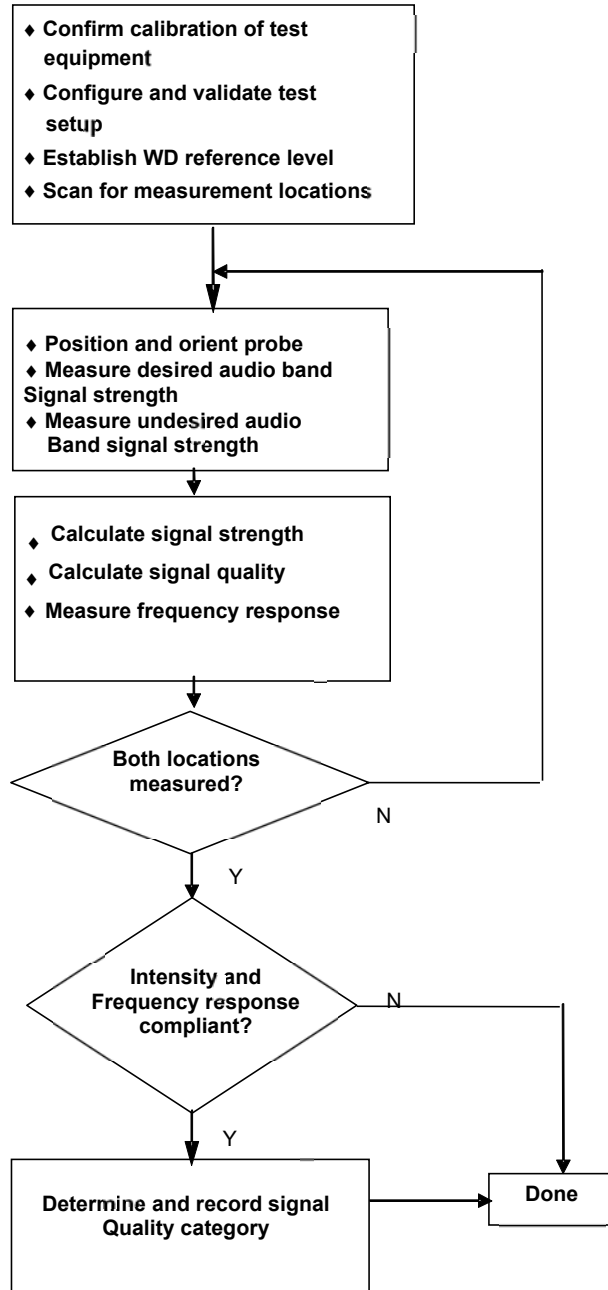 ♦ Confirm calibration of test
equipment
♦ Configure and validate test
setup
♦ Establish WD reference level
♦ Scan for measurement locations
♦ Position and orient probe
♦ Measure desired audio band
Signal strength
♦ Measure undesired audio
Band signal strength
♦ Calculate signal strength
♦ Calculate signal quality
♦ Measure frequency response
Both locations
measured?
N
Y
Intensity and
Frequency response
compliant?
N
Y
Determine and record signal
Quality category
Done